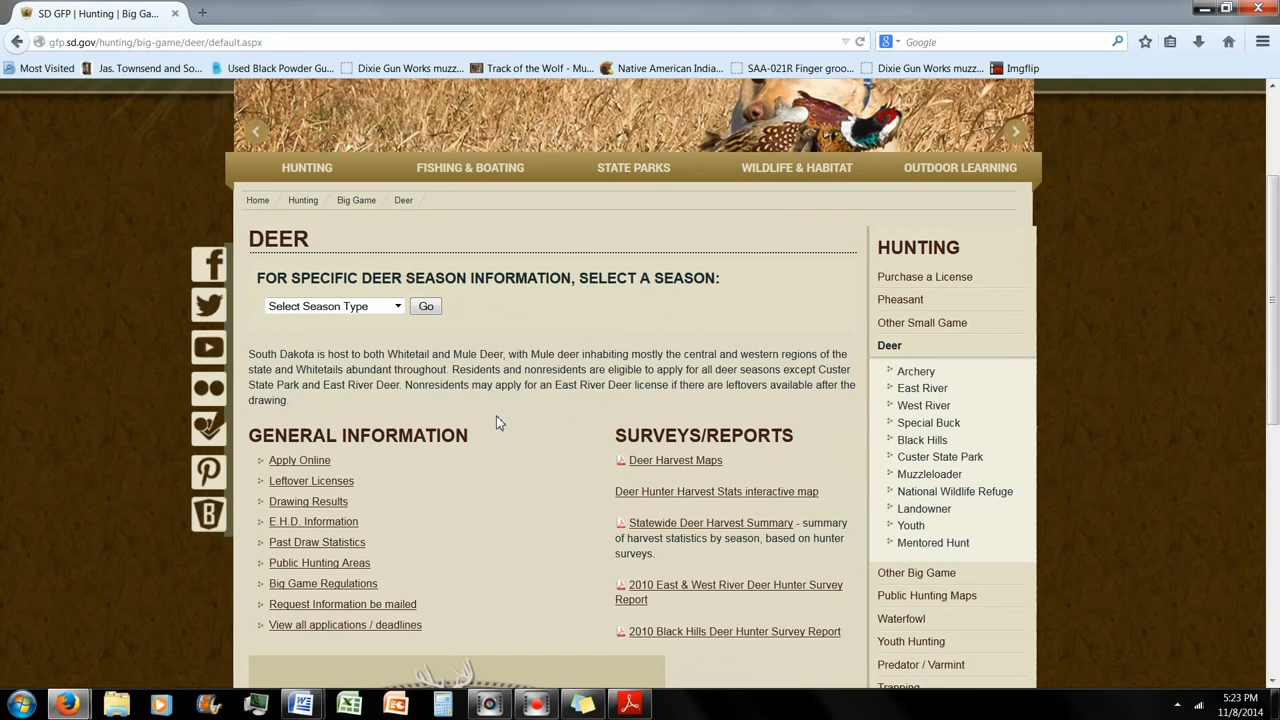 SD GFP | Hunting | Big Ga...
gfp.sd.gov/hunting/big-game/deer/default.aspx
Google
Most Visited
Jas. Townsend and So...
Used Black Powder Gu...
Dixie Gun Works muzz...
Track of the Wolf - Mu...
Native American India...
SAA-021R Finger groo...
Dixie Gun Works muzz...
Imgflip
HUNTING
FISHING & BOATING
STATE PARKS
WILDLIFE & HABITAT
OUTDOOR LEARNING
Home
Hunting
Big Game
Deer
DEER
FOR SPECIFIC DEER SEASON INFORMATION, SELECT A SEASON:
Select Season Type
Go
South Dakota is host to both Whitetail and Mule Deer, with Mule deer inhabiting mostly the central and western regions of the
state and Whitetails abundant throughout. Residents and nonresidents are eligible to apply for all deer seasons except Custer
State Park and East River Deer. Nonresidents may apply for an East River Deer license if there are leftovers available after the
drawing.
GENERAL INFORMATION
Apply Online
Leftover Licenses
Drawing Results
E.H.D. Information
Past Draw Statistics
Public Hunting Areas
Big Game Regulations
Request Information be mailed
View all applications / deadlines
SURVEYS/REPORTS
Deer Harvest Maps
Deer Hunter Harvest Stats interactive map
Statewide Deer Harvest Summary - summary
of harvest statistics by season, based on hunter
surveys.
2010 East & West River Deer Hunter Survey
Report
2010 Black Hills Deer Hunter Survey Report
HUNTING
Purchase a License
Pheasant
Other Small Game
Deer
Archery
East River
West River
Special Buck
Black Hills
Custer State Park
Muzzleloader
National Wildlife Refuge
Landowner
Youth
Mentored Hunt
Other Big Game
Public Hunting Maps
Waterfowl
Youth Hunting
Predator / Varmint
Trapping
5:23 PM
11/8/2014